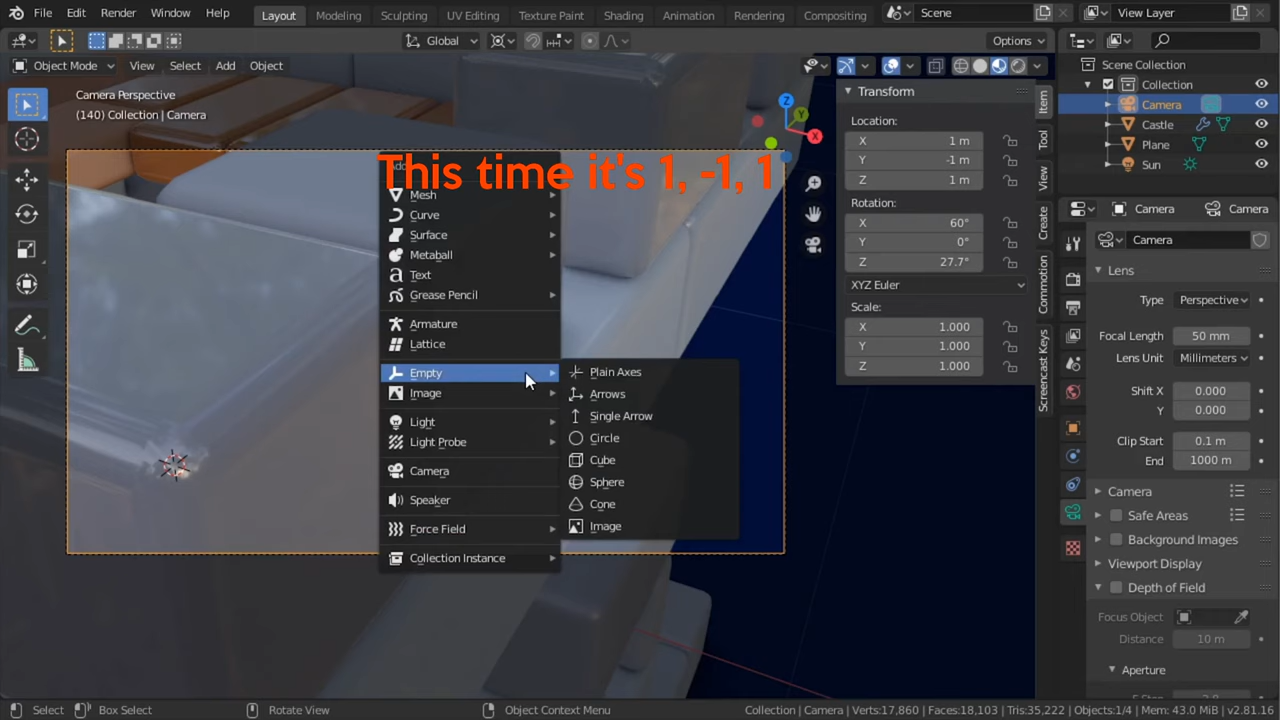 File Edit Render Window Help Layout Modeling Sculpting UV Editing Texture Paint Shading Animation Rendering Compositing Scene View Layer
Global Options
Object Mode View Select Add Object
Camera Perspective
(140) Collection | Camera
This time it's 1, -1, 1
Mesh
Curve
Surface
Metaball
Text
Grease Pencil
Armature
Lattice
Empty
Image
Light
Light Probe
Camera
Speaker
Force Field
Collection Instance
Plain Axes
Arrows
Single Arrow
Circle
Cube
Sphere
Cone
Image
Z
Y
X
Transform
Location:
X 1 m
Y -1 m
Z 1 m
Rotation:
X 60°
Y 0°
Z 27.7°
XYZ Euler
Scale:
X 1.000
Y 1.000
Z 1.000
Item
Tool
View
Create
Commotion
Screencast Keys
Scene Collection
Collection
Camera
Castle
Plane
Sun
Camera Camera
Camera
Lens
Type Perspective
Focal Length 50 mm
Lens Unit Millimeters
Shift X 0.000
Y 0.000
Clip Start 0.1 m
End 1000 m
Camera
Safe Areas
Background Images
Viewport Display
Depth of Field
Focus Object
Distance 10 m
Aperture
Select Box Select Rotate View Object Context Menu Collection | Camera | Verts:17,860 | Faces:18,103 | Tris:35,222 | Objects:1/4 | Mem: 43.0 MiB | v2.81.16